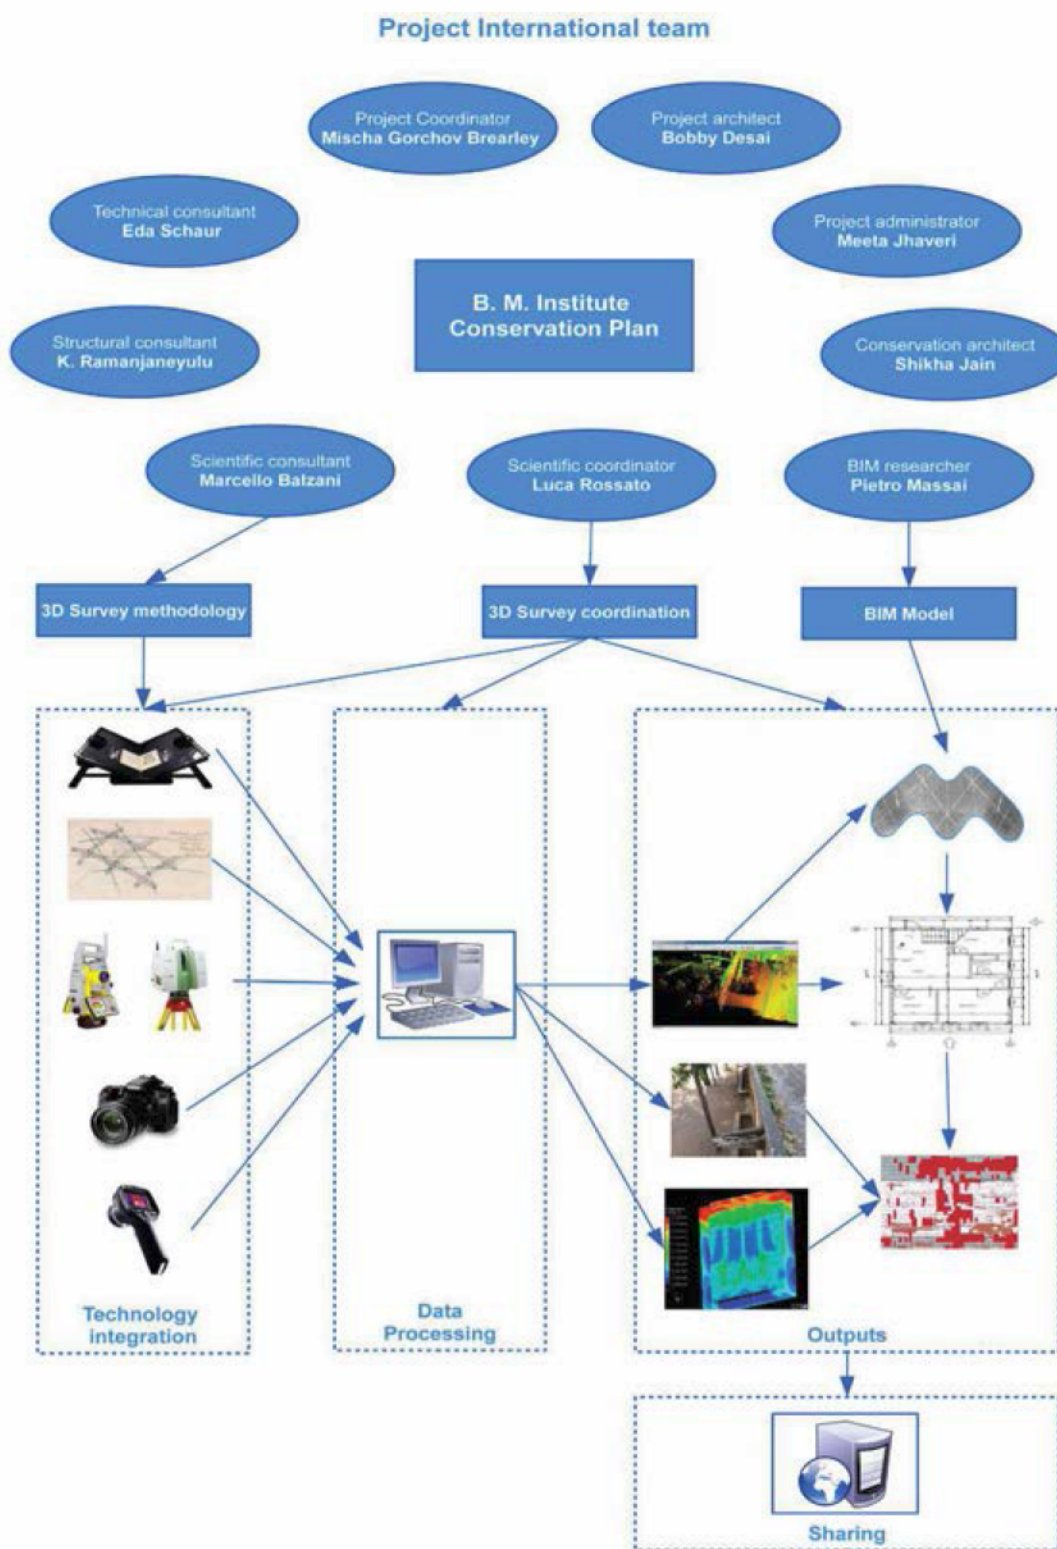 Project International team
Project Coordinator
Mischa Gorchov Brearley
Project architect
Bobby Desai
Technical consultant
Eda Schaur
Project administrator
Meeta Jhaveri
B. M. Institute
Conservation Plan
Structural consultant
K. Ramanjaneyulu
Conservation architect
Shikha Jain
Scientific consultant
Marcello Balzani
Scientific coordinator
Luca Rossato
BIM researcher
Pietro Massai
3D Survey methodology
3D Survey coordination
BIM Model
Technology
integration
Data
Processing
Outputs
Sharing